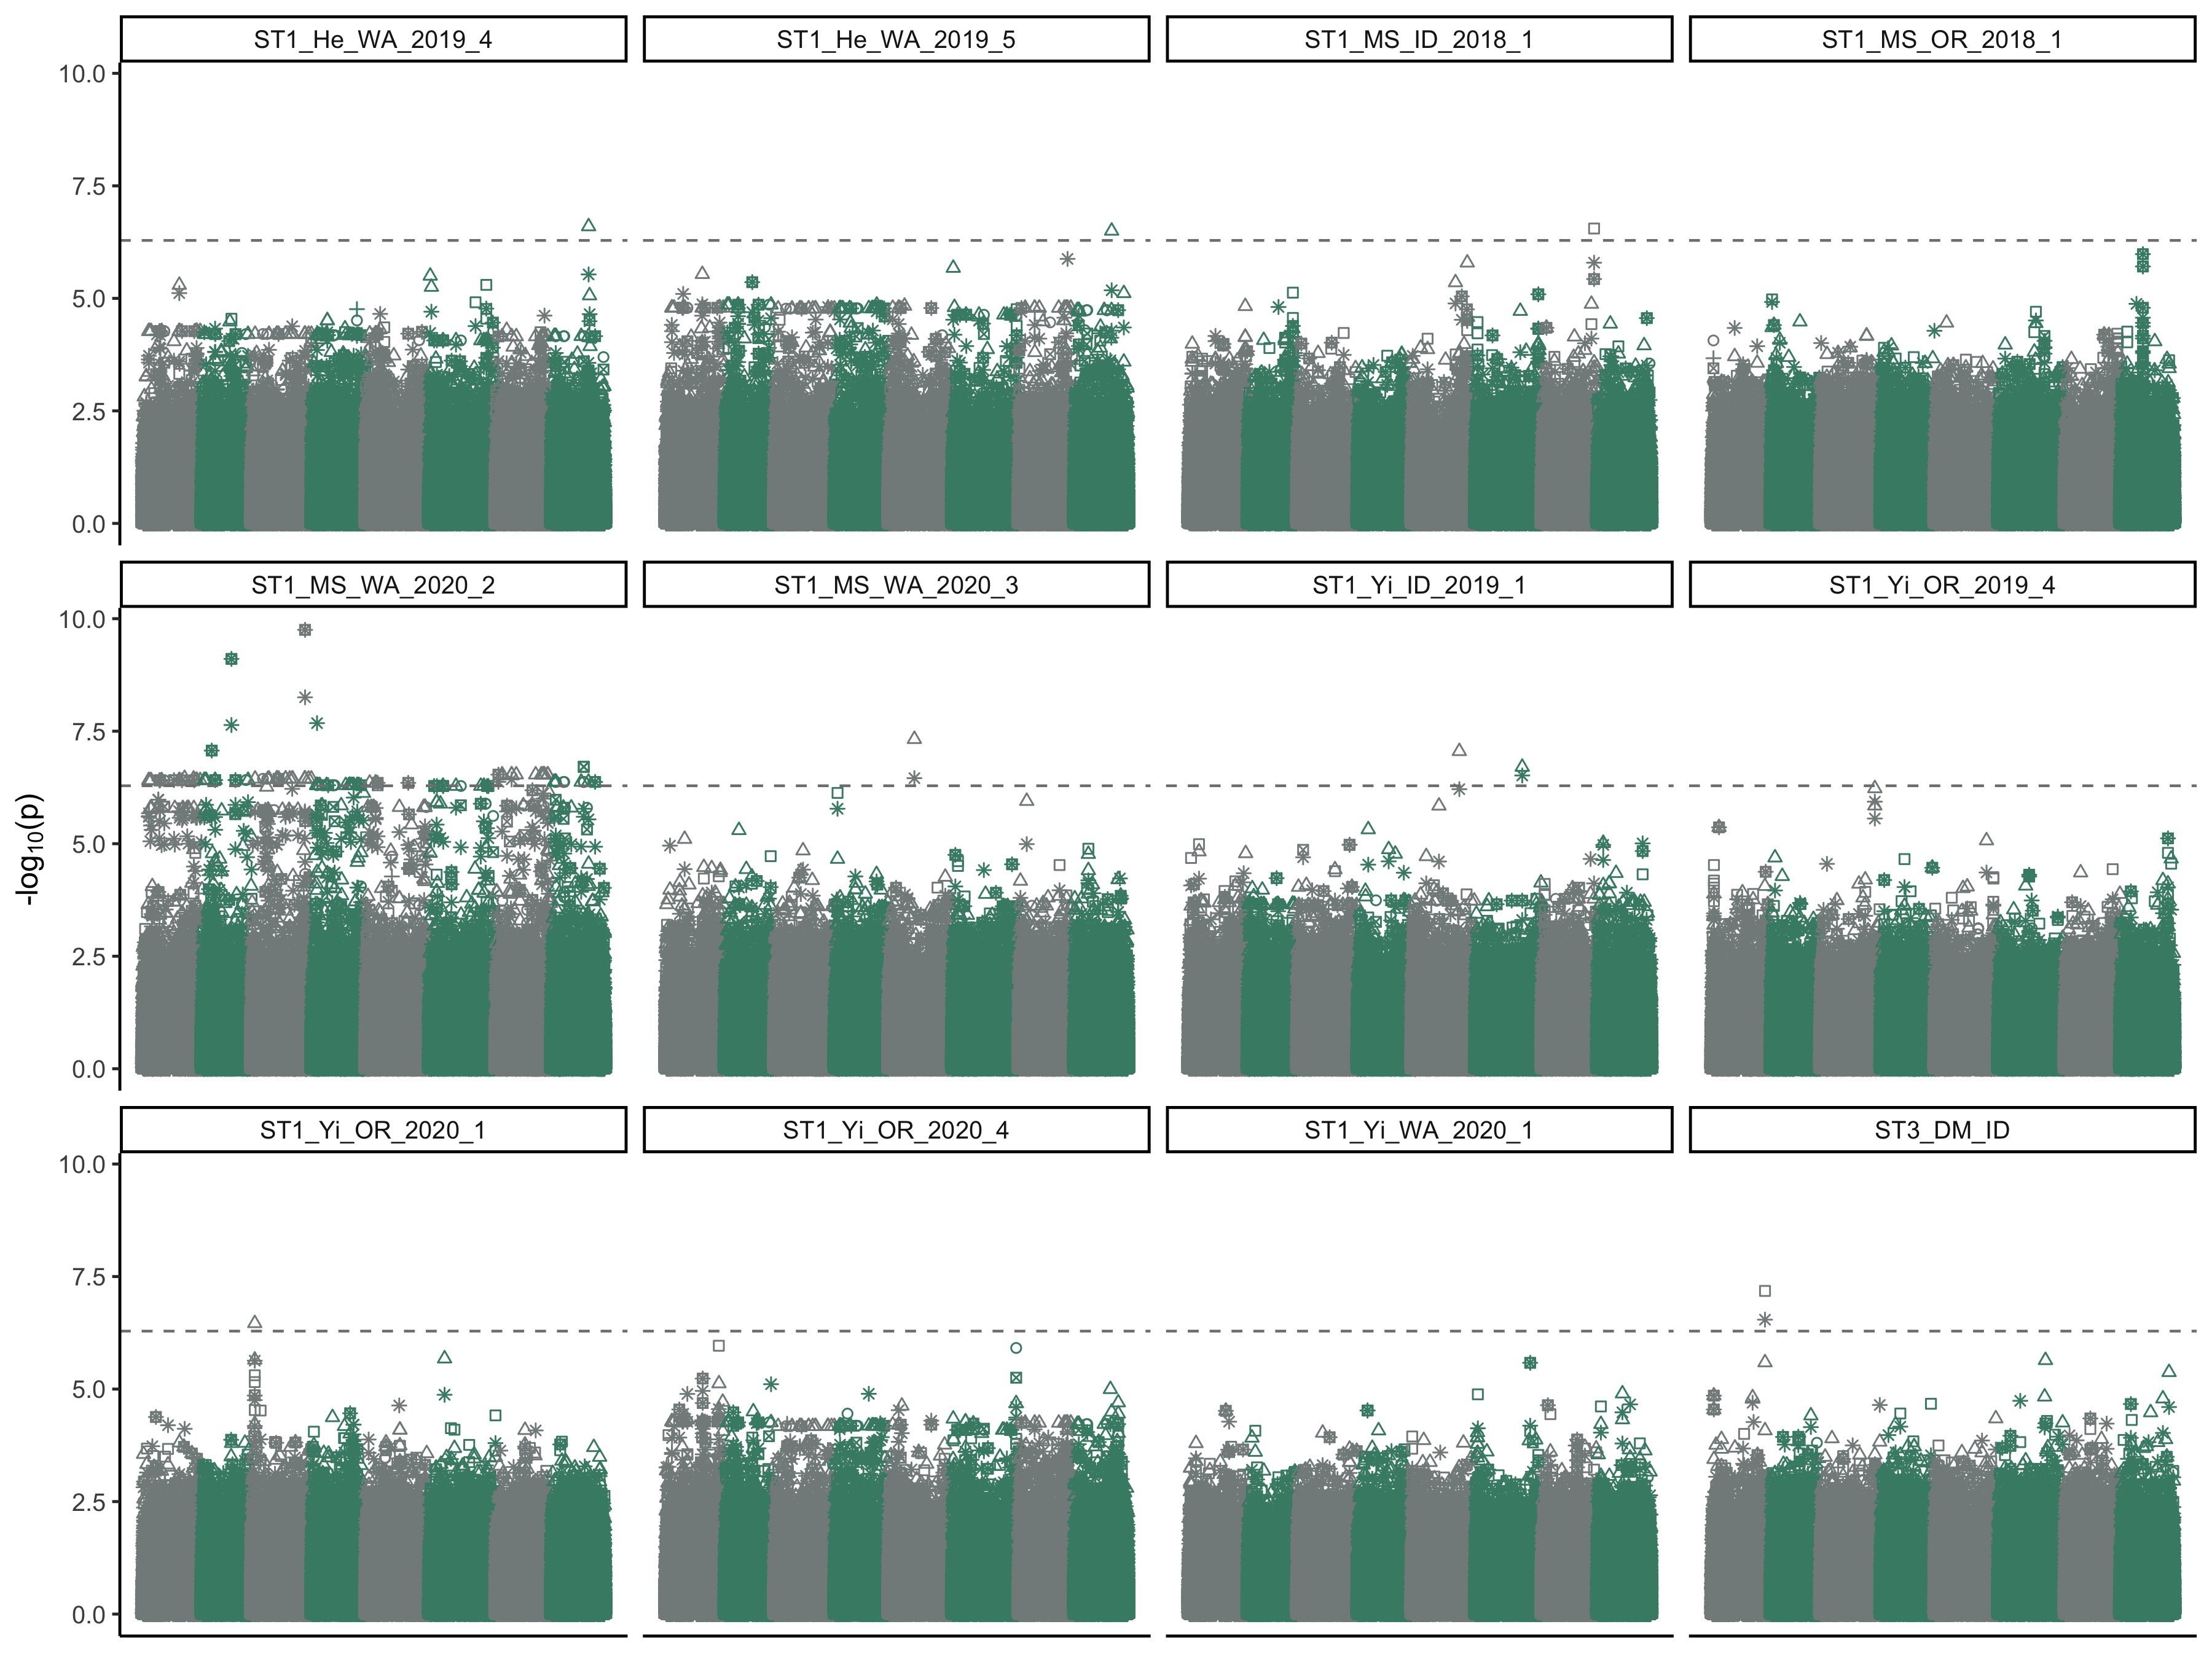 ST1_He_WA_2019_4
ST1_He_WA_2019_5
ST1_MS_ID_2018_1
ST1_MS_OR_2018_1
10.0
7.5
5.0
2.5
0.0
ST1_MS_WA_2020_2
ST1_MS_WA_2020_3
ST1_Yi_ID_2019_1
ST1_Yi_OR_2019_4
10.0
7.5
5.0
2.5
0.0
-log10(p)
ST1_Yi_OR_2020_1
ST1_Yi_OR_2020_4
ST1_Yi_WA_2020_1
ST3_DM_ID
10.0
7.5
5.0
2.5
0.0